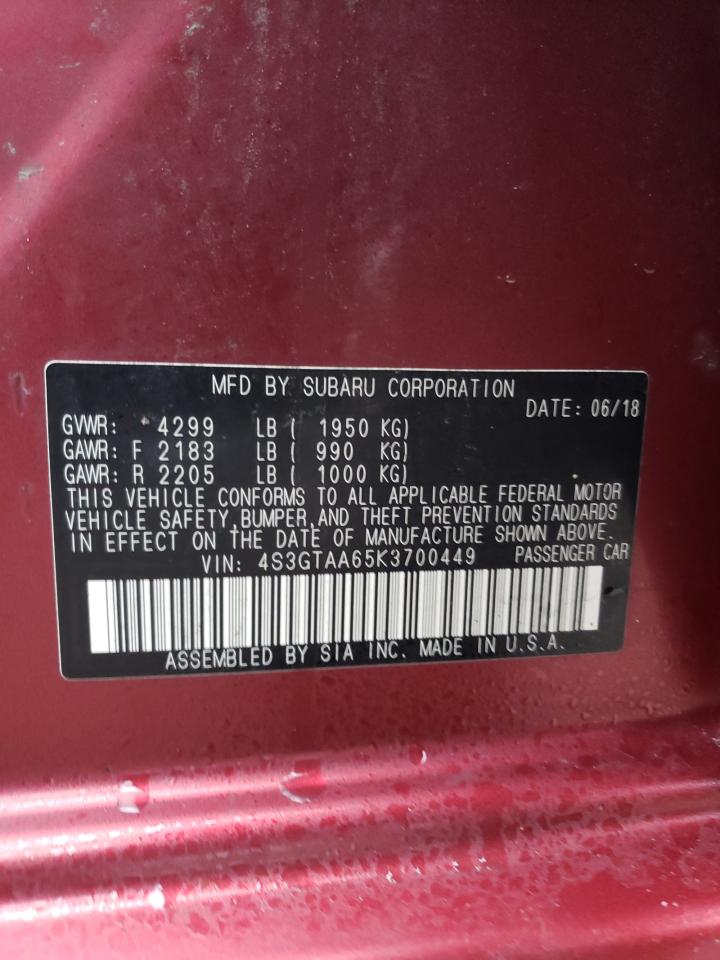 MFD BY SUBARU CORPORATION
DATE: 06/18
GVWR: 4299 LB ( 1950 KG)
GAWR: F 2183 LB ( 990 KG)
GAWR: R 2205 LB ( 1000 KG)
THIS VEHICLE CONFORMS TO ALL APPLICABLE FEDERAL MOTOR
VEHICLE SAFETY, BUMPER, AND THEFT PREVENTION STANDARDS
IN EFFECT ON THE DATE OF MANUFACTURE SHOWN ABOVE.
VIN: 4S3GTAA65K3700449 PASSENGER CAR
ASSEMBLED BY SIA INC. MADE IN U.S.A.